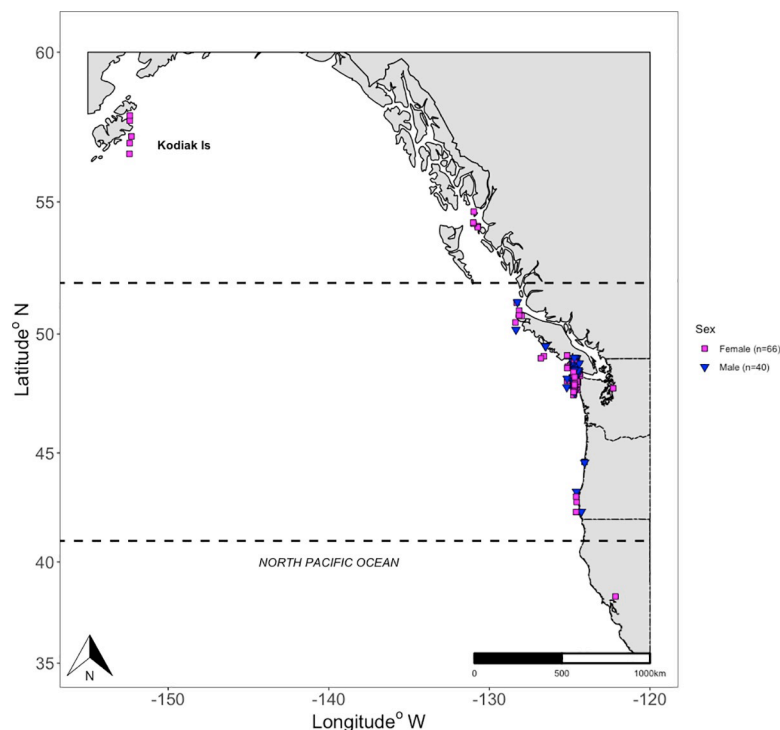 60
55
50
45
40
35
Latitude° N
Kodiak Is
NORTH PACIFIC OCEAN
N
0 500 1000km
-150 -140 -130 -120
Longitude° W
Sex
Female (n=66)
Male (n=40)